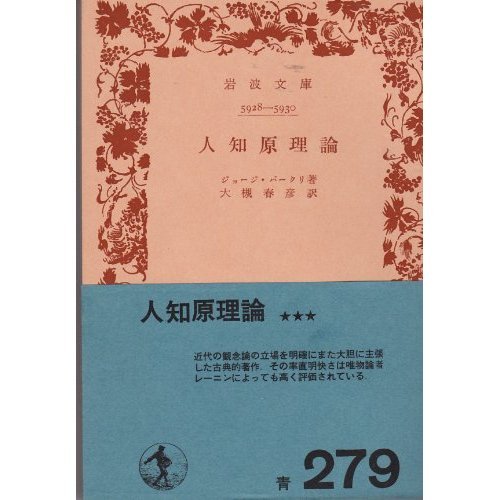 岩波文庫
5928—5930
人知原理論
ジョージ・バークリ著
大槻春彦訳
人知原理論 ★★★
近代の観念論の立場を明確にまた大胆に主張
した古典的著作. その率直明快さは唯物論者
レーニンによっても高く評価されている.
青 279